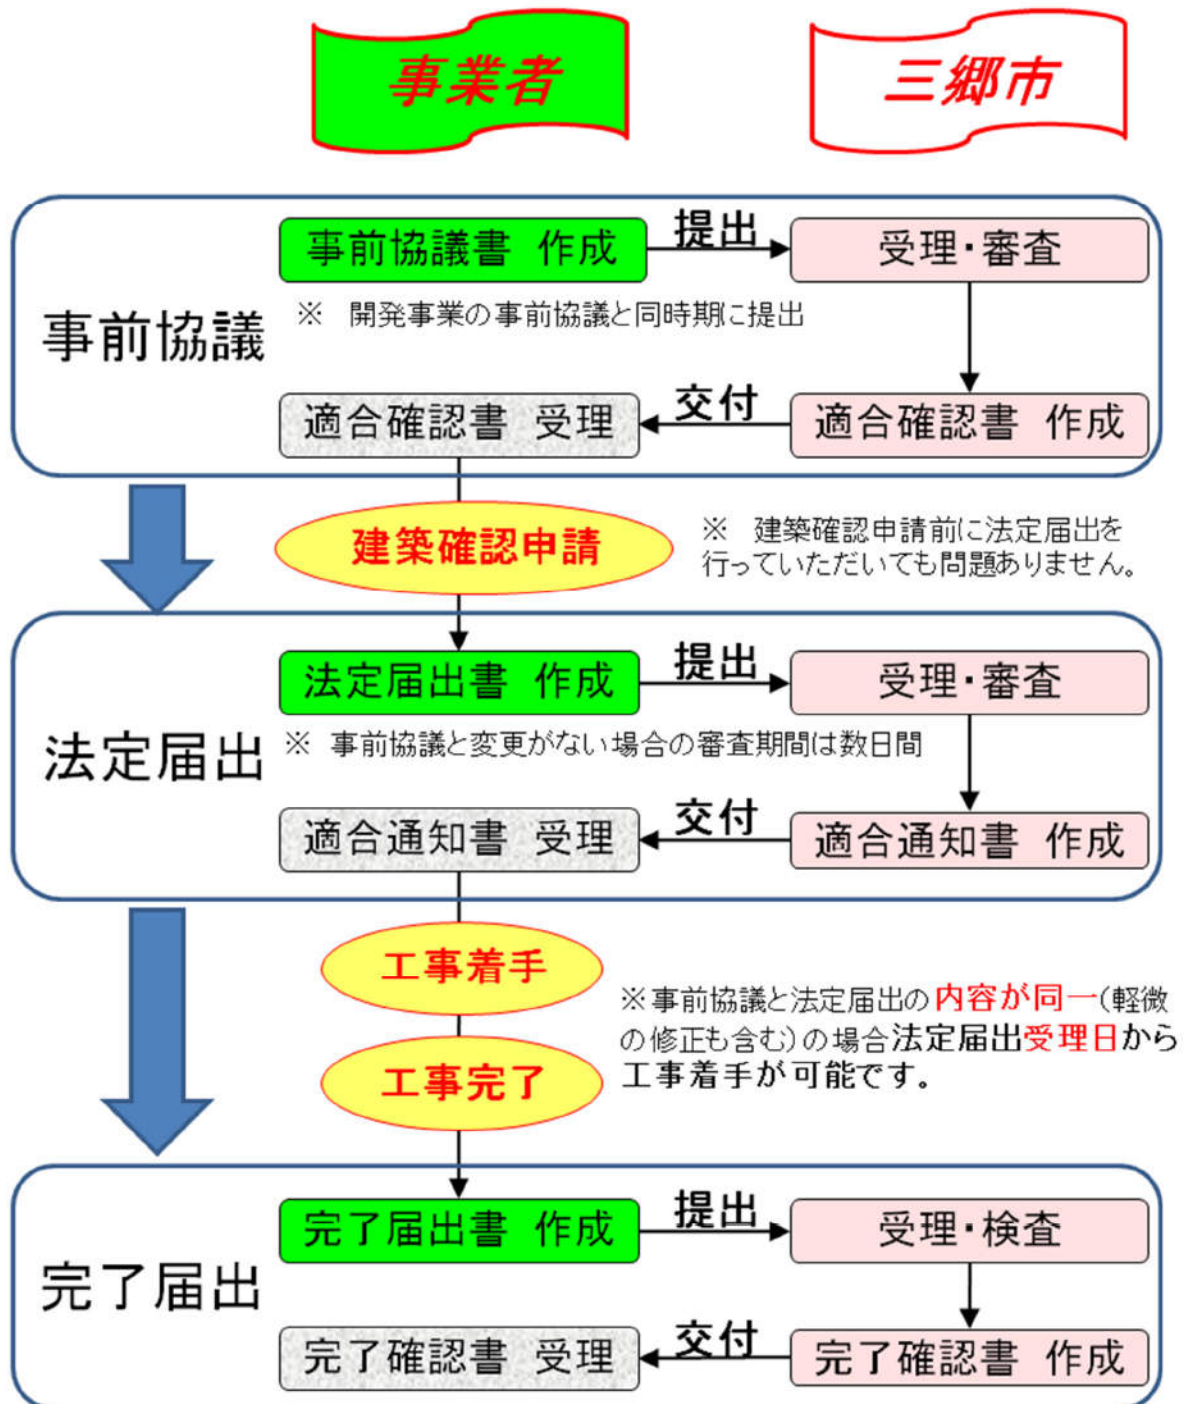 事業者
三郷市
事前協議
事前協議書 作成
提出
受理・審査
※ 開発事業の事前協議と同時期に提出
適合確認書 受理
交付
適合確認書 作成
建築確認申請
※ 建築確認申請前に法定届出を
行っていただいても問題ありません。
法定届出
法定届出書 作成
提出
受理・審査
※ 事前協議と変更がない場合の審査期間は数日間
適合通知書 受理
交付
適合通知書 作成
工事着手
※事前協議と法定届出の内容が同一(軽微
の修正も含む)の場合法定届出受理日から
工事着手が可能です。
工事完了
完了届出
完了届出書 作成
提出
受理・検査
完了確認書 受理
交付
完了確認書 作成